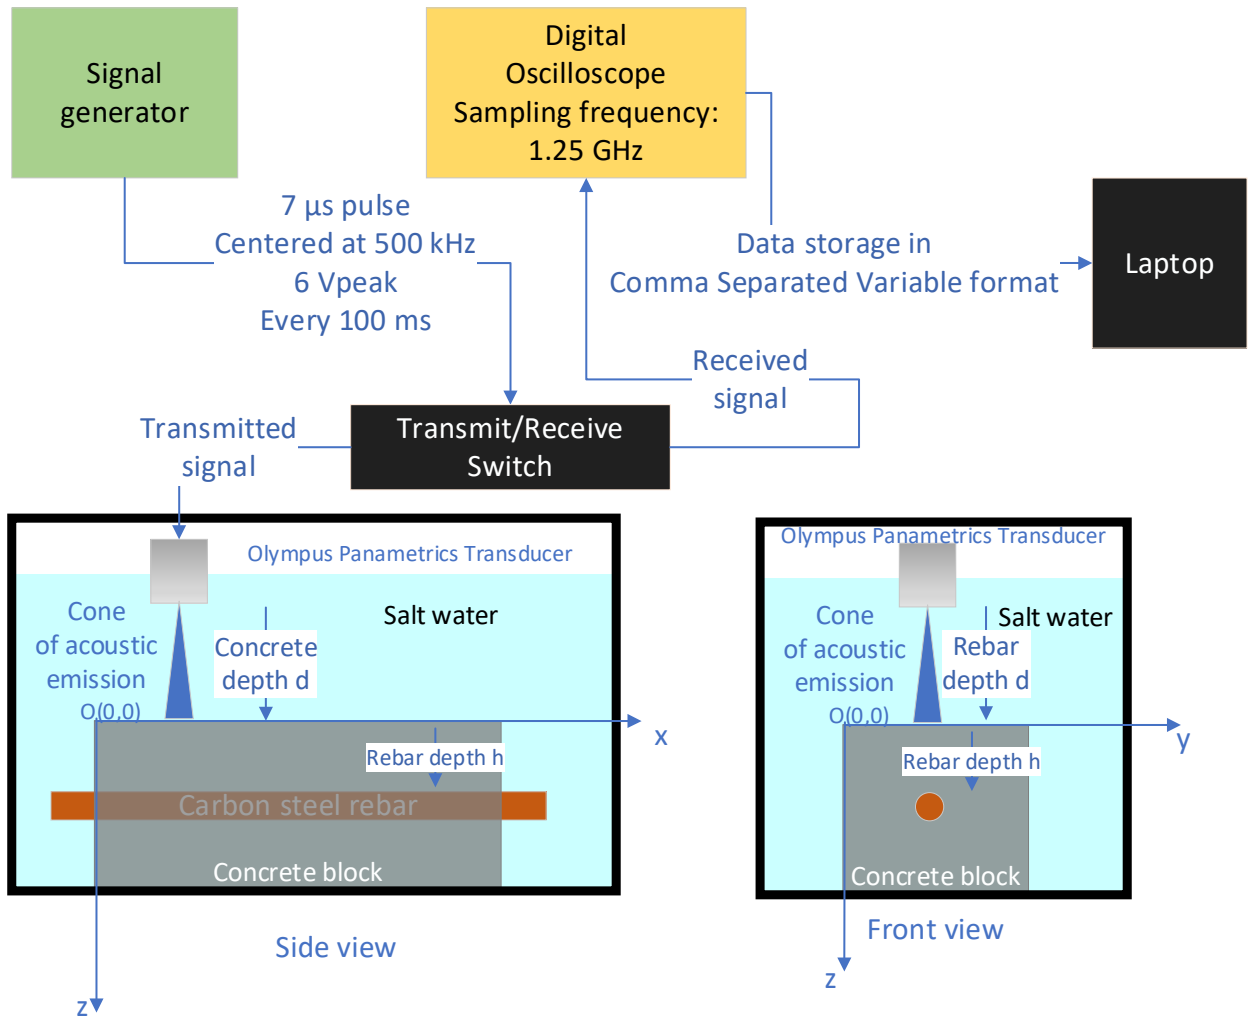 Signal
generator
Digital
Oscilloscope
Sampling frequency:
1.25 GHz
7 μs pulse
Centered at 500 kHz
6 Vpeak
Every 100 ms
Data storage in
Comma Separated Variable format
Laptop
Received
signal
Transmitted
signal
Transmit/Receive
Switch
Olympus Panametrics Transducer
Salt water
Cone
of acoustic
emission
O(0,0)
Concrete
depth d
x
Rebar depth h
Carbon steel rebar
Concrete block
Side view
z
Olympus Panametrics Transducer
Salt water
Cone
of acoustic
emission
O(0,0)
Rebar
depth d
y
Rebar depth h
Concrete block
Front view
z